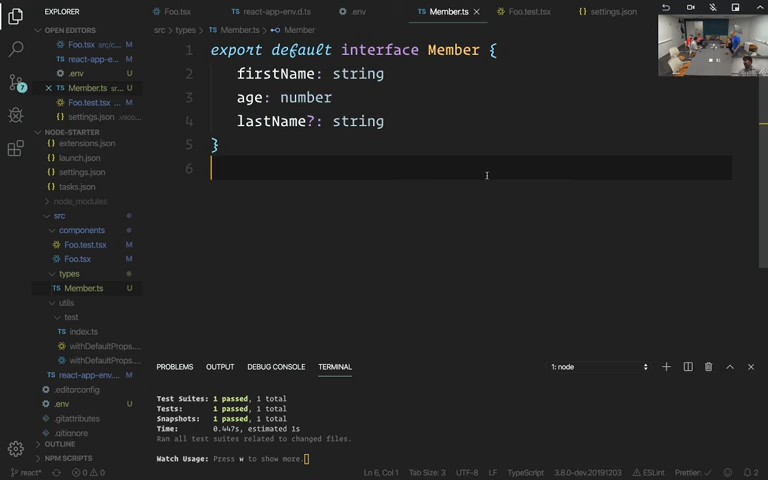 EXPLORER
Foo.tsx
react-app-env.d.ts
.env
Member.ts
Foo.test.tsx
settings.json
OPEN EDITORS
src > types > Member.ts > Member
Foo.tsx src/c...
react-app-e...
.env
Member.ts sr...
Foo.test.tsx ...
settings.json .vsco...
NODE-STARTER
extensions.json
launch.json
settings.json
tasks.json
node_modules
src
components
Foo.test.tsx M
Foo.tsx M
types
Member.ts U
utils
test
index.ts
withDefaultProps....
withDefaultProps...
react-app-env.... U
.editorconfig
.env U
.gitattributes
.gitignore
OUTLINE
NPM SCRIPTS
1 export default interface Member {
2 firstName: string
3 age: number
4 lastName?: string
5 }
6
PROBLEMS OUTPUT DEBUG CONSOLE TERMINAL 1: node
Test Suites: 1 passed, 1 total
Tests: 1 passed, 1 total
Snapshots: 1 passed, 1 total
Time: 0.447s, estimated 1s
Ran all test suites related to changed files.
Watch Usage: Press w to show more.
react* 0 0 Ln 6, Col 1 Tab Size: 3 UTF-8 LF TypeScript 3.8.0-dev.20191203 ESLint Prettier: ✓ 2